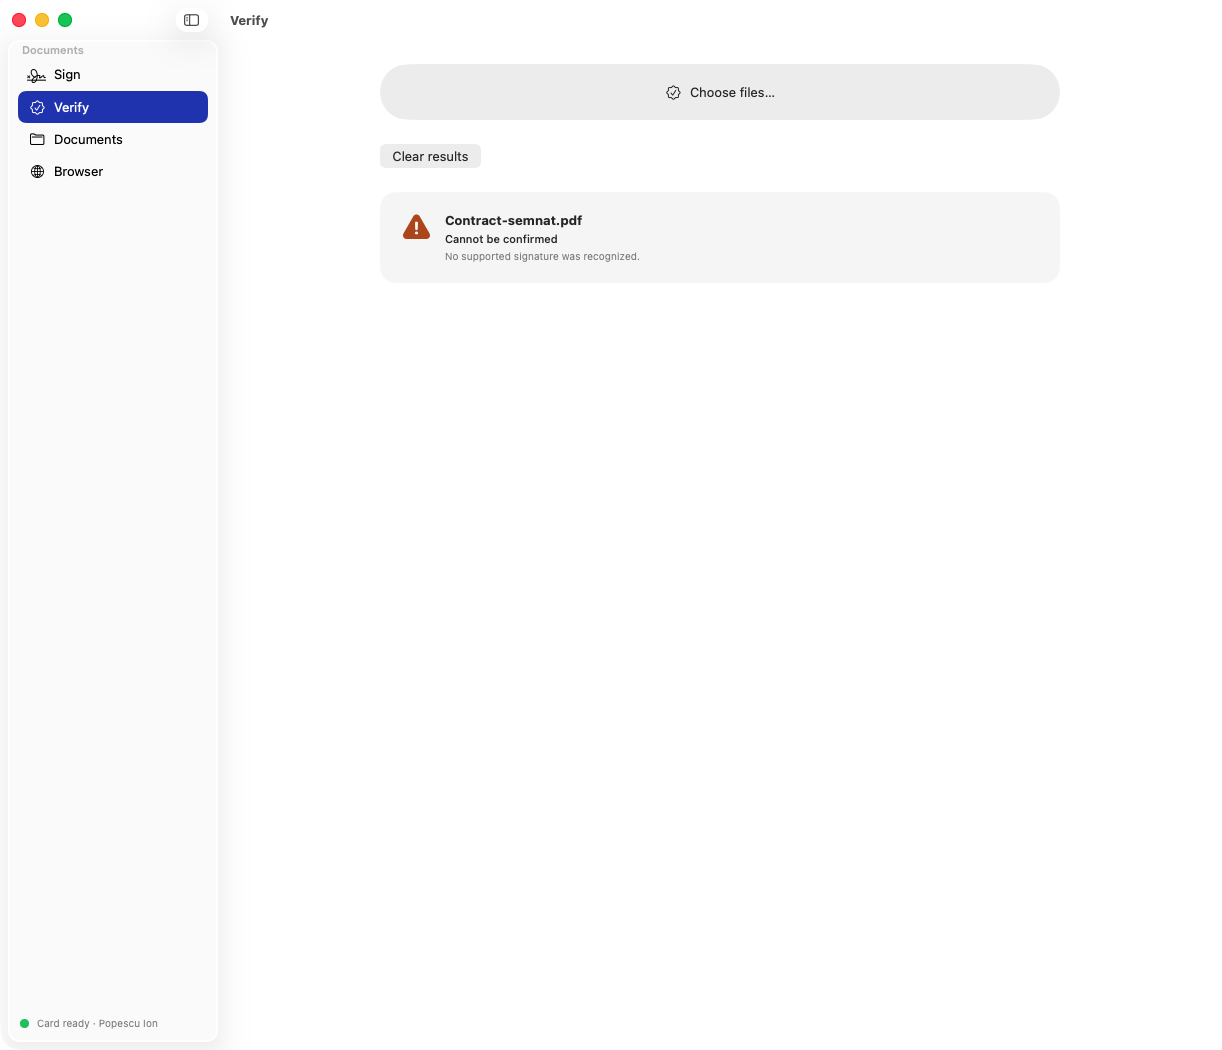 Verify
Documents
Sign
Verify
Documents
Browser
Choose files...
Clear results
Contract-semnat.pdf
Cannot be confirmed
No supported signature was recognized.
Card ready · Popescu Ion